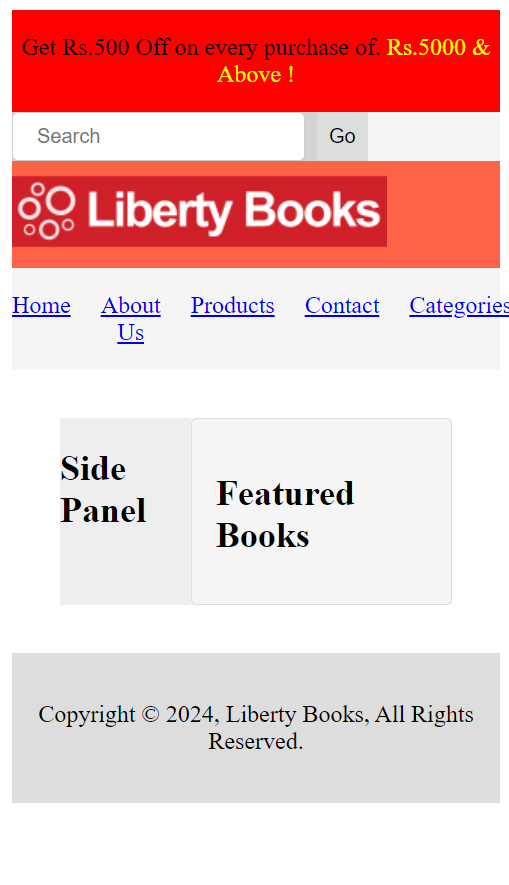 Get Rs.500 Off on every purchase of. Rs.5000 &
Above !
Search
Go
Liberty Books
Home About Products Contact Categories
Us
Side
Panel
Featured
Books
Copyright © 2024, Liberty Books, All Rights
Reserved.